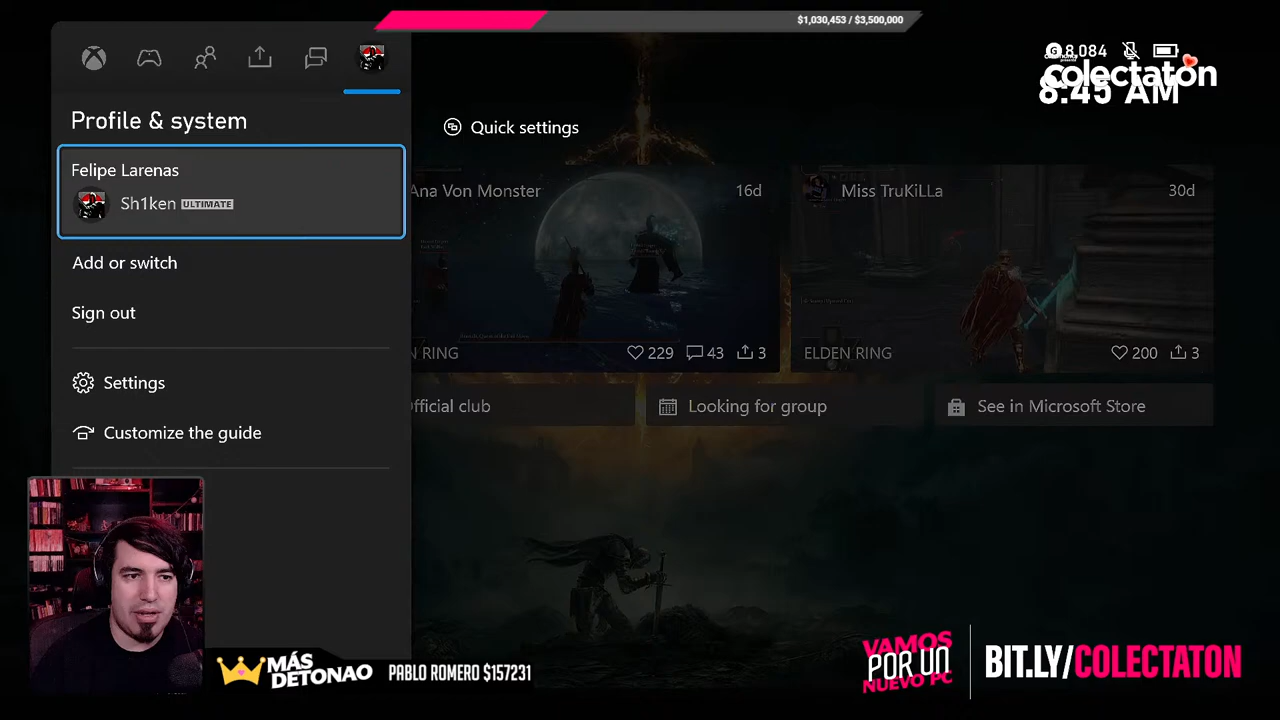 $1,030,453 / $3,500,000
G 8,084
colectatón
8:45 AM
Profile & system
Quick settings
Felipe Larenas
Sh1ken ULTIMATE
Ana Von Monster
16d
Miss TruKiLLa
30d
Add or switch
Sign out
N RING
229
43
3
ELDEN RING
200
3
Settings
Official club
Looking for group
See in Microsoft Store
Customize the guide
MÁS
DETONAO
PABLO ROMERO $157231
VAMOS
POR UN
NUEVO PC
BIT.LY/COLECTATON